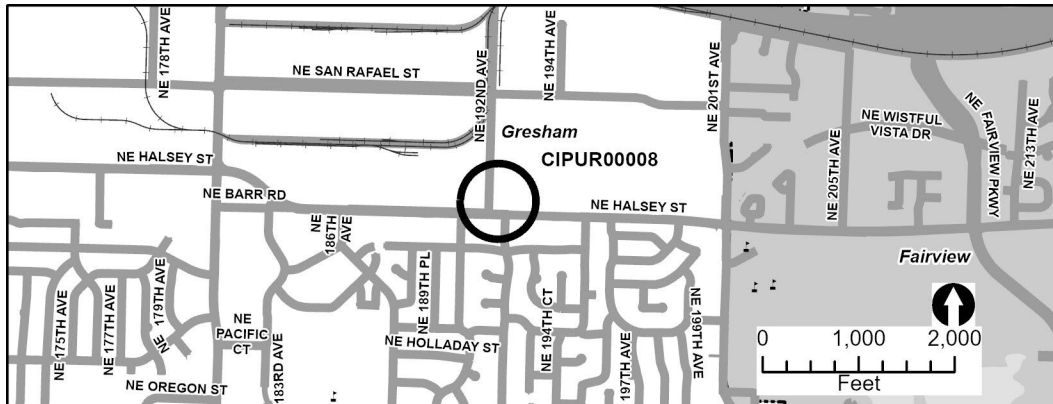 NE 178TH AVE
NE SAN RAFAEL ST
NE 192ND AVE
NE 194TH AVE
NE 201ST AVE
NE WISTFUL
VISTA DR
NE 205TH AVE
NE FAIRVIEW PKWY
NE 213TH AVE
Gresham
CIPUR00008
NE HALSEY ST
NE BARR RD
NE
186TH
AVE
NE HALSEY ST
Fairview
NE 175TH AVE
NE 177TH AVE
NE 179TH AVE
NE
PACIFIC
CT
183RD AVE
NE 189TH PL
NE HOLLADAY ST
NE 194TH CT
197TH AVE
NE 199TH AVE
NE OREGON ST
0 1,000 2,000
Feet